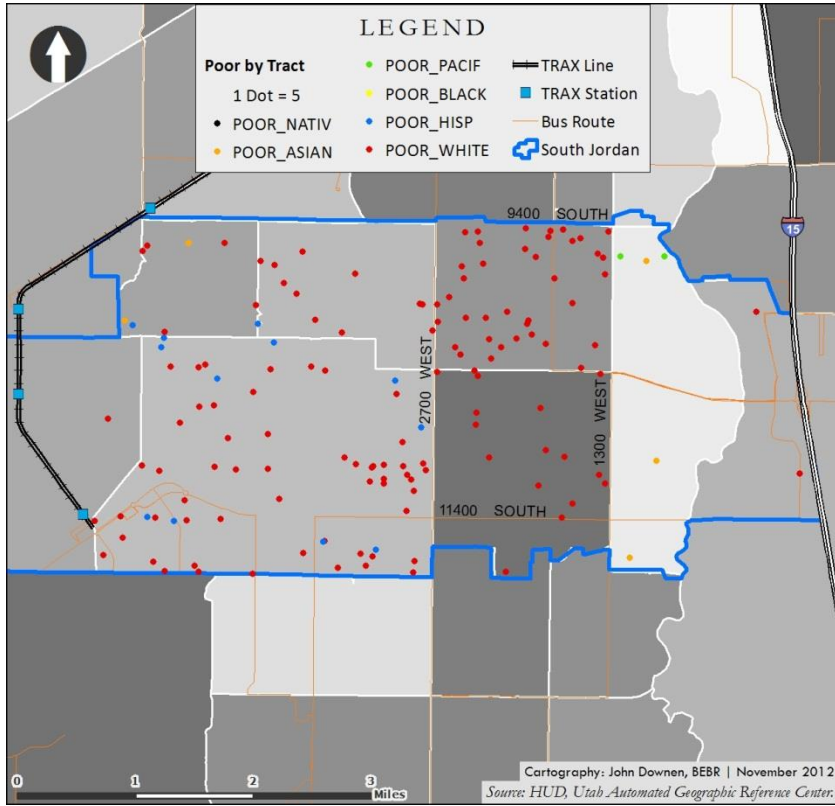 LEGEND
Poor by Tract
1 Dot = 5
POOR_NATIV
POOR_ASIAN
POOR_PACIF
POOR_BLACK
POOR_HISP
POOR_WHITE
TRAX Line
TRAX Station
Bus Route
South Jordan
15
9400 SOUTH
2700 WEST
1300 WEST
11400 SOUTH
0 1 2 3
Miles
Cartography: John Downen, BEBR | November 2012
Source: HUD, Utah Automated Geographic Reference Center.